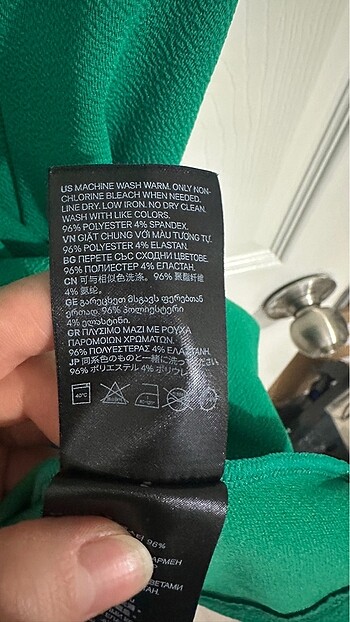 US MACHINE WASH WARM. ONLY NON-
CHLORINE BLEACH WHEN NEEDED.
LINE DRY. LOW IRON. NO DRY CLEAN.
WASH WITH LIKE COLORS.
96% POLYESTER 4% SPANDEX.
VN GIẶT CHUNG VỚI MÀU TƯƠNG TỰ.
96% POLYESTER 4% ELASTAN.
BG ПЕРЕТЕ СЪС СХОДНИ ЦВЕТОВЕ.
96% ПОЛИЕСТЕР 4% ЕЛАСТАН.
CN 可与相似色洗涤。96% 聚酯纤维
4% 氨纶。
GE გარეცხეთ მსგავს ფერებთან
ერთად. 96% პოლიესტერი
4% ელასტინი.
GR ΠΛΥΣΙΜΟ ΜΑΖΙ ΜΕ ΡΟΥΧΑ
ΠΑΡΟΜΟΙΩΝ ΧΡΩΜΑΤΩΝ.
96% ΠΟΛΥΕΣΤΕΡΑΣ 4% ΕΛΑΣΤΑΝΗ.
JP 同系色のものと一緒に洗ってください
96% ポリエステル 4% ポリウレ
40°C
96%
ЦВЕТАМИ